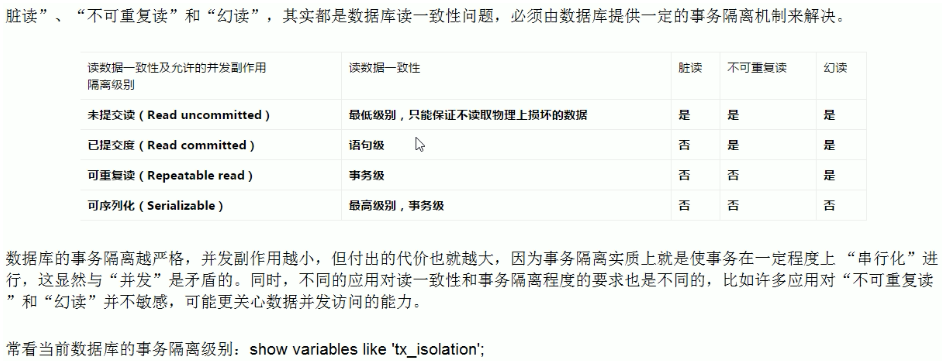 脏读”、“不可重复读”和“幻读”，其实都是数据库读一致性问题，必须由数据库提供一定的事务隔离机制来解决。
读数据一致性及允许的并发副作用 读数据一致性 脏读 不可重复读 幻读
隔离级别
未提交读（Read uncommitted） 最低级别，只能保证不读取物理上损坏的数据 是 是 是
已提交度（Read committed） 语句级 否 是 是
可重复读（Repeatable read） 事务级 否 否 是
可序列化（Serializable） 最高级别，事务级 否 否 否
数据库的事务隔离越严格，并发副作用越小，但付出的代价也就越大，因为事务隔离实质上就是使事务在一定程度上 “串行化”进
行，这显然与“并发”是矛盾的。同时，不同的应用对读一致性和事务隔离程度的要求也是不同的，比如许多应用对“不可重复读
”和“幻读”并不敏感，可能更关心数据并发访问的能力。
常看当前数据库的事务隔离级别：show variables like 'tx_isolation';